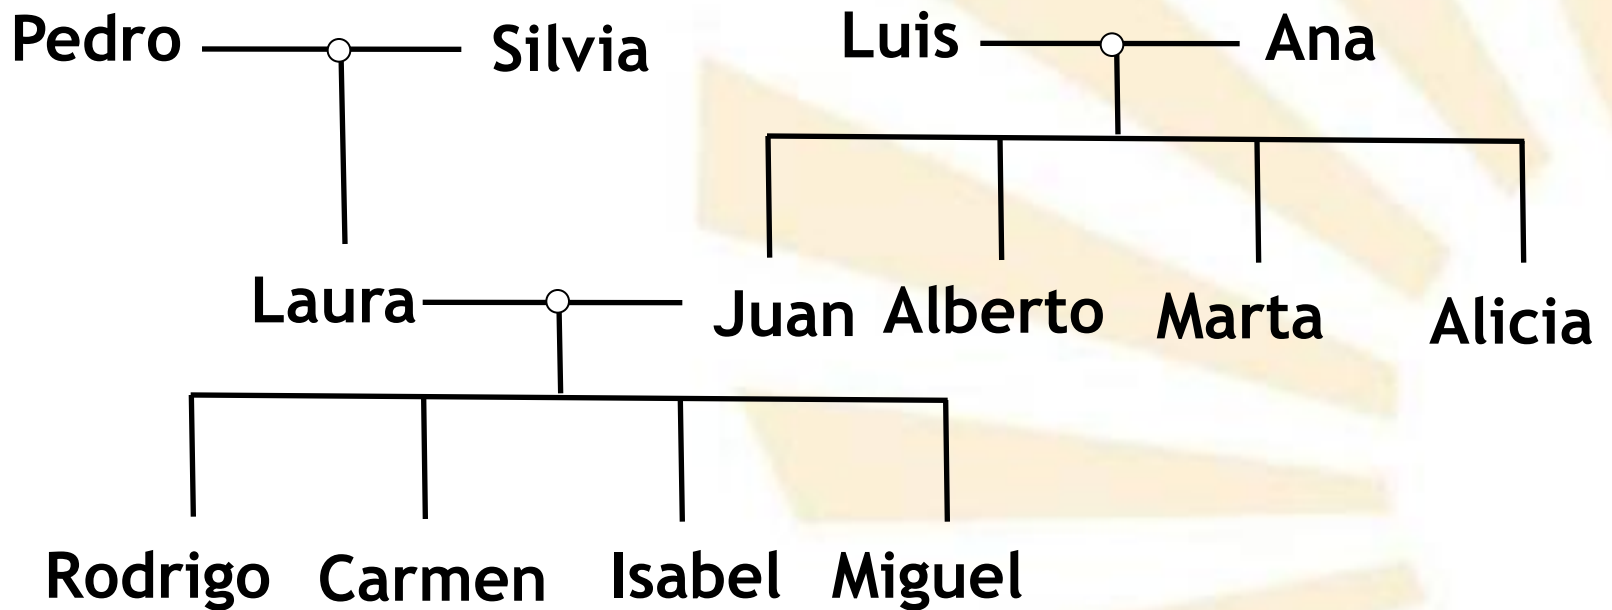 Pedro Silvia Luis Ana
Laura Juan Alberto Marta Alicia
Rodrigo Carmen Isabel Miguel